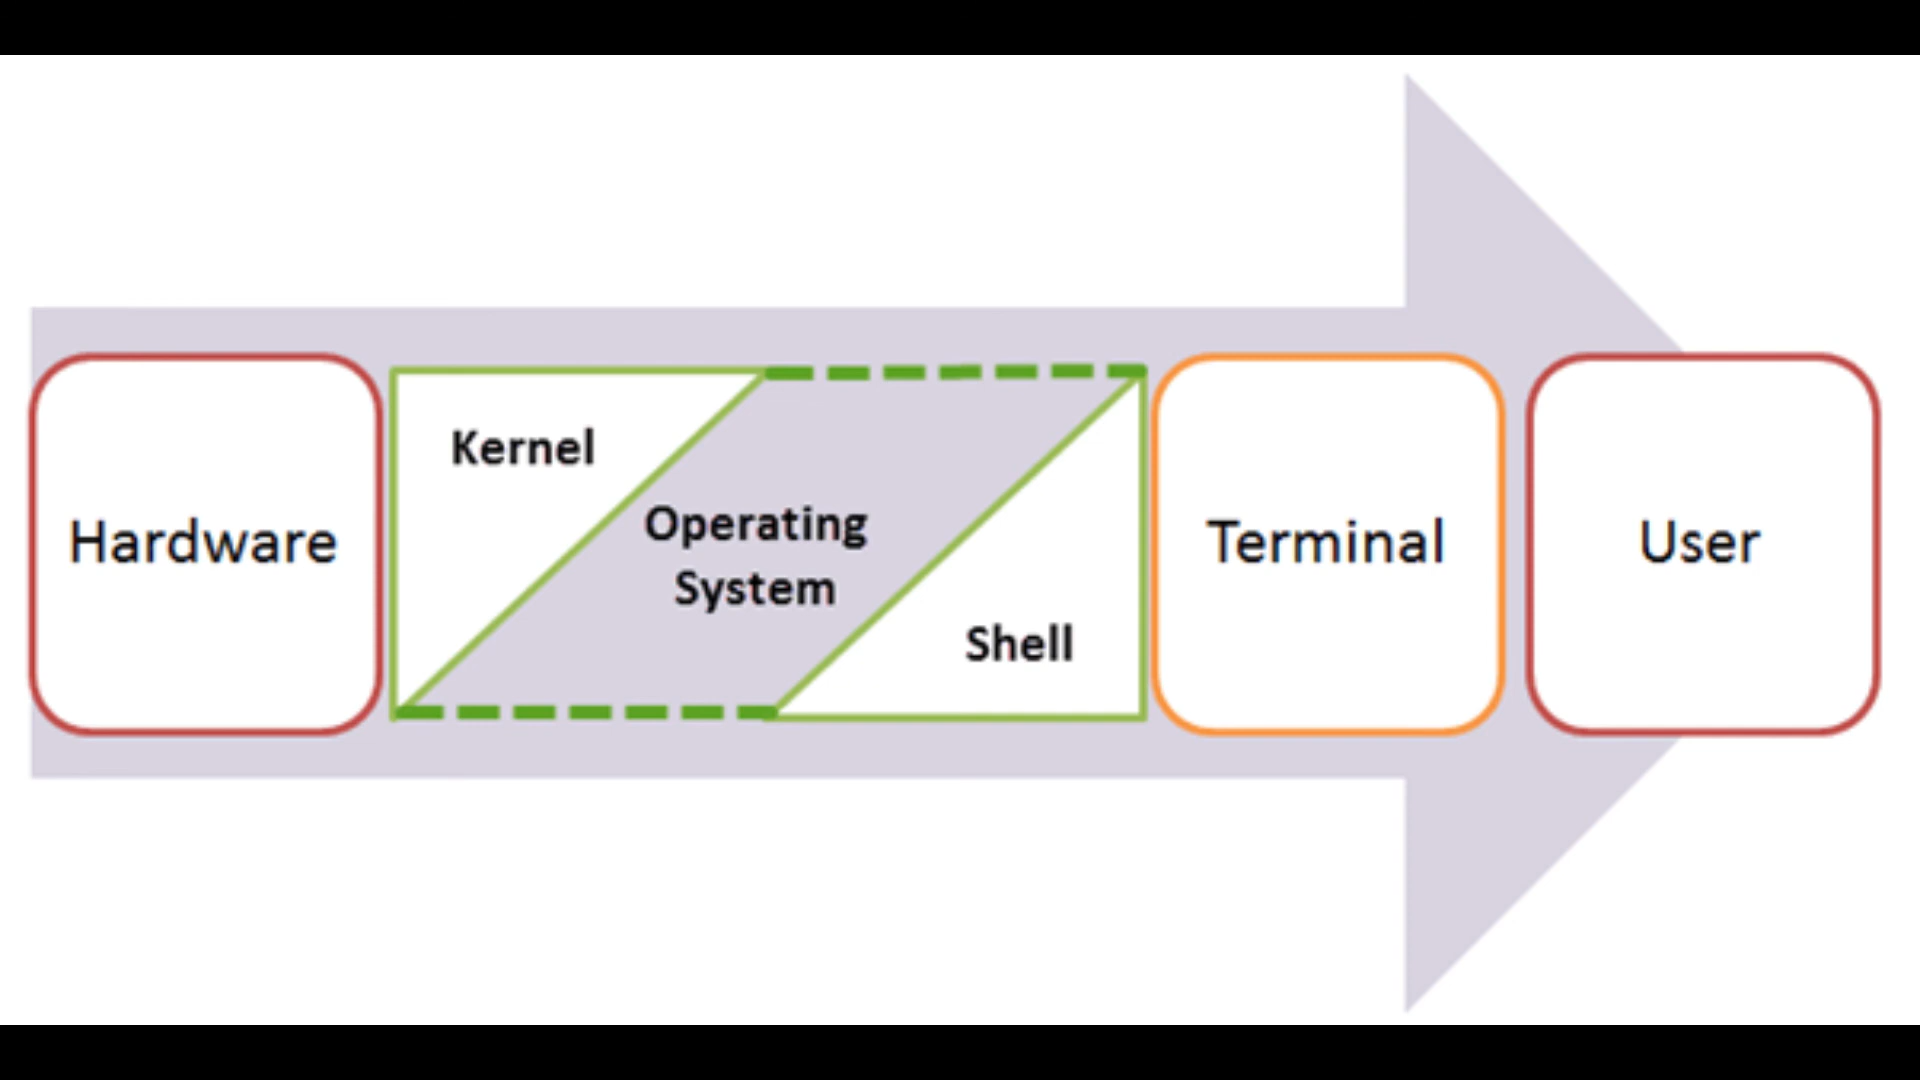 Hardware
Kernel
Operating
System
Shell
Terminal
User